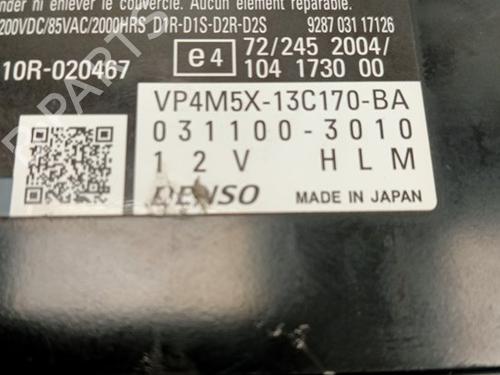 nder ni enlever le couvercle. Aucun élément réparable.
200VDC/85VAC/2000HRS D1R-D1S-D2R-D2S
9287 031 17126
10R-020467
e4
72/245 2004/
104 1730 00
VP4M5X-13C170-BA
031100-3010
12V HLM
DENSO
MADE IN JAPAN
B-Parts